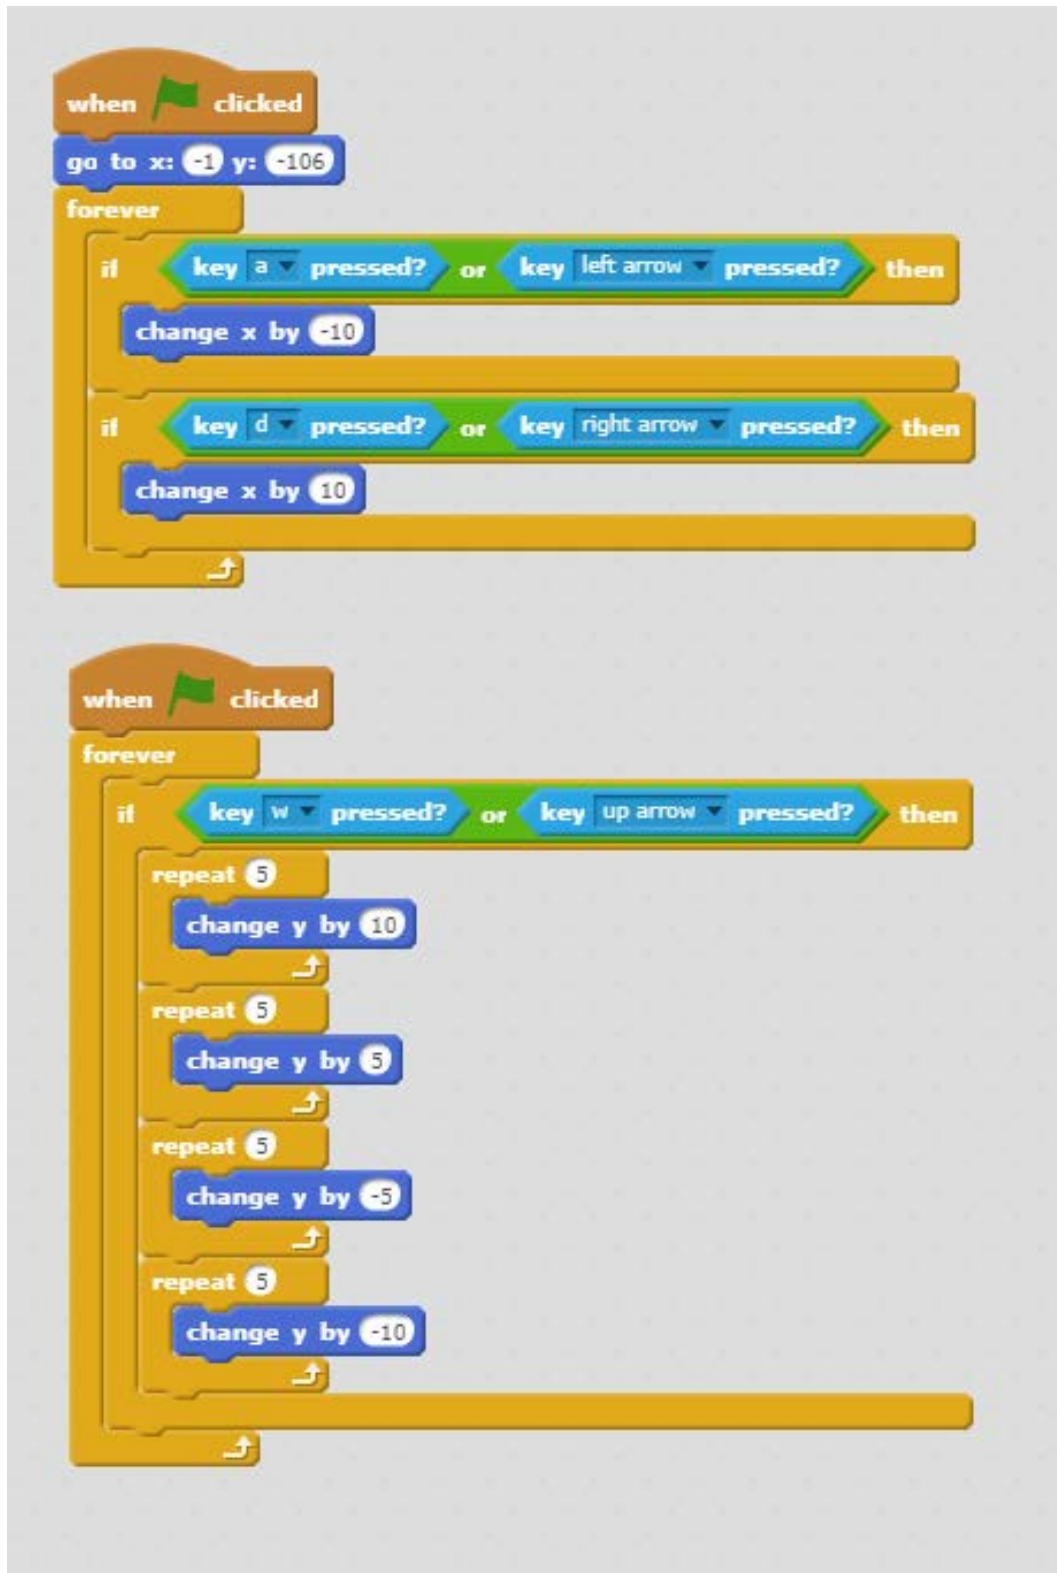 when clicked
go to x: -1 y: -106
forever
if key a pressed? or key left arrow pressed? then
change x by -10
if key d pressed? or key right arrow pressed? then
change x by 10
when clicked
forever
if key w pressed? or key up arrow pressed? then
repeat 5
change y by 10
repeat 5
change y by 5
repeat 5
change y by -5
repeat 5
change y by -10